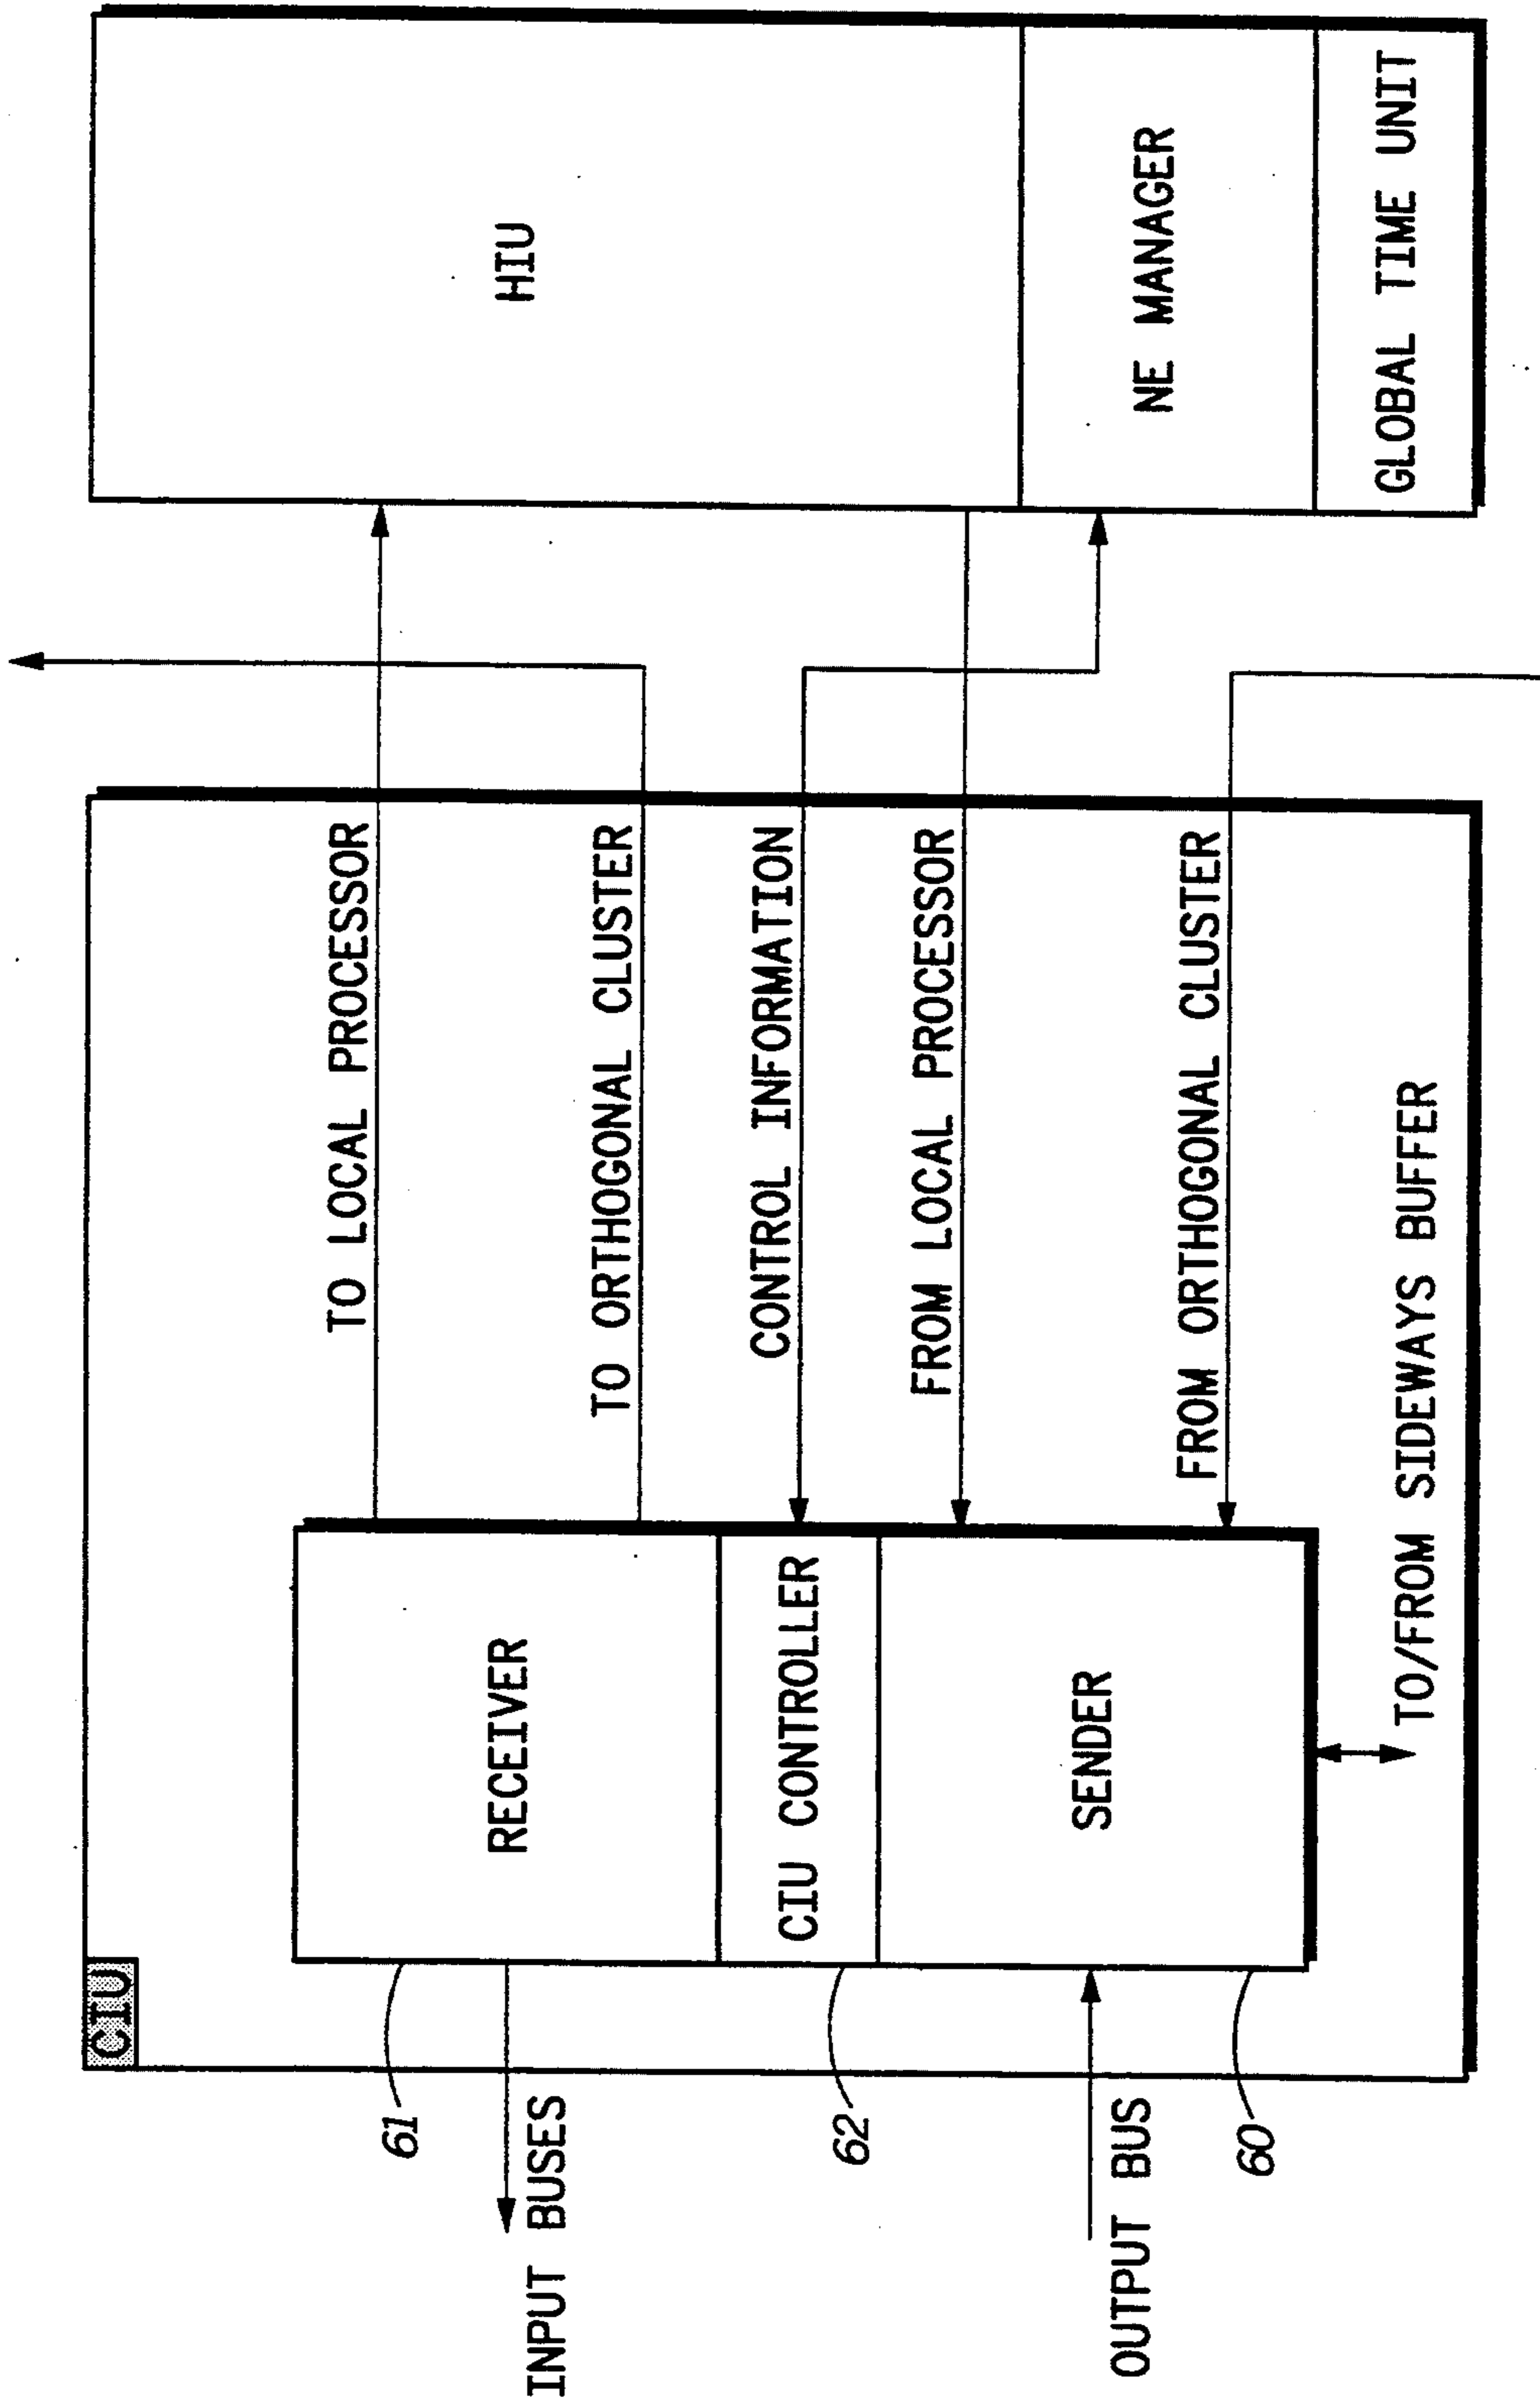 CIU
INPUT BUSES
61
RECEIVER
TO LOCAL PROCESSOR
TO ORTHOGONAL CLUSTER
HIU
62
CIU CONTROLLER
CONTROL INFORMATION
FROM LOCAL PROCESSOR
NE MANAGER
OUTPUT BUS
60
SENDER
FROM ORTHOGONAL CLUSTER
TO/FROM SIDEWAYS BUFFER
GLOBAL TIME UNIT